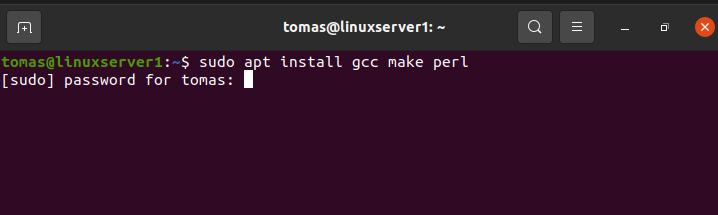 tomas@linuxserver1: ~
tomas@linuxserver1:~$ sudo apt install gcc make perl
[sudo] password for tomas: